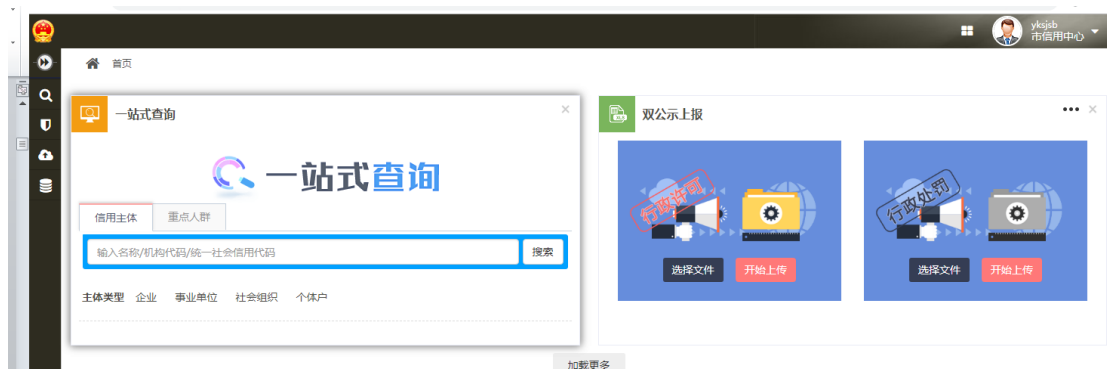 yksjsb
市信用中心
首页
一站式查询
一站式查询
信用主体 重点人群
输入名称/机构代码/统一社会信用代码 搜索
主体类型 企业 事业单位 社会组织 个体户
双公示上报
行政许可
选择文件 开始上传
行政处罚
选择文件 开始上传
加载更多